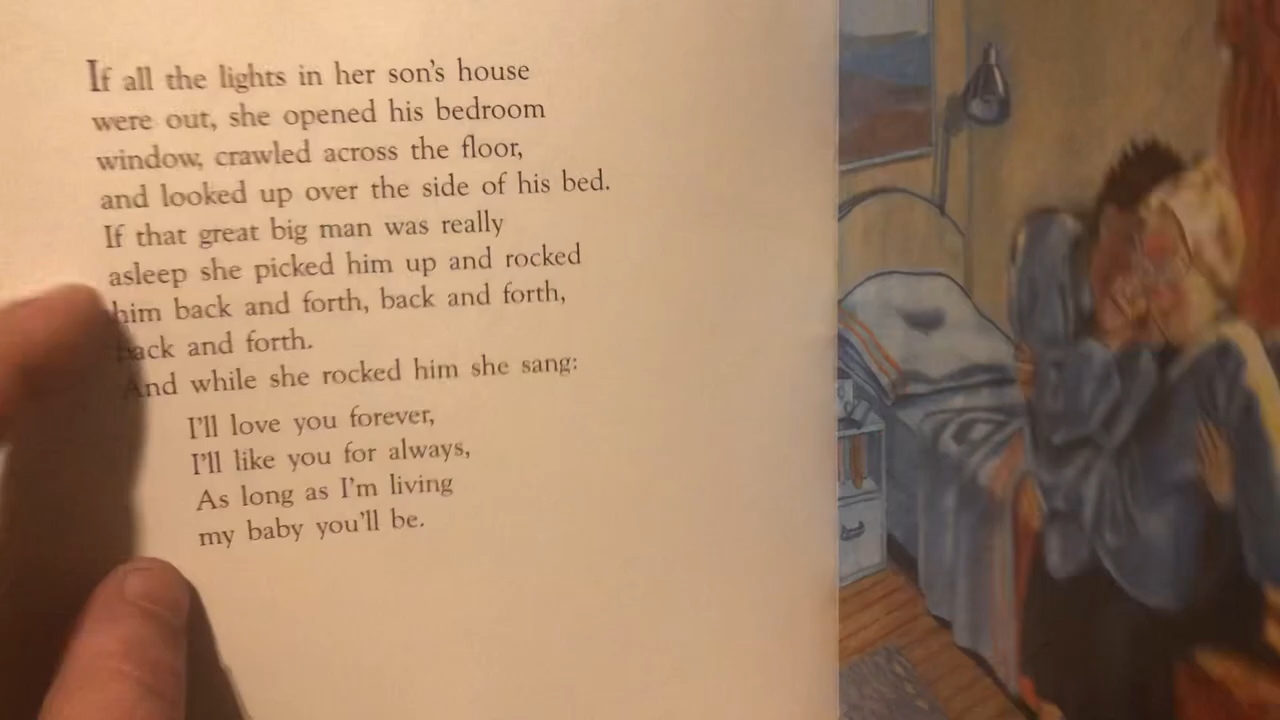 If all the lights in her son's house
were out, she opened his bedroom
window, crawled across the floor,
and looked up over the side of his bed.
If that great big man was really
asleep she picked him up and rocked
him back and forth, back and forth,
back and forth.
And while she rocked him she sang:
I'll love you forever,
I'll like you for always,
As long as I'm living
my baby you'll be.